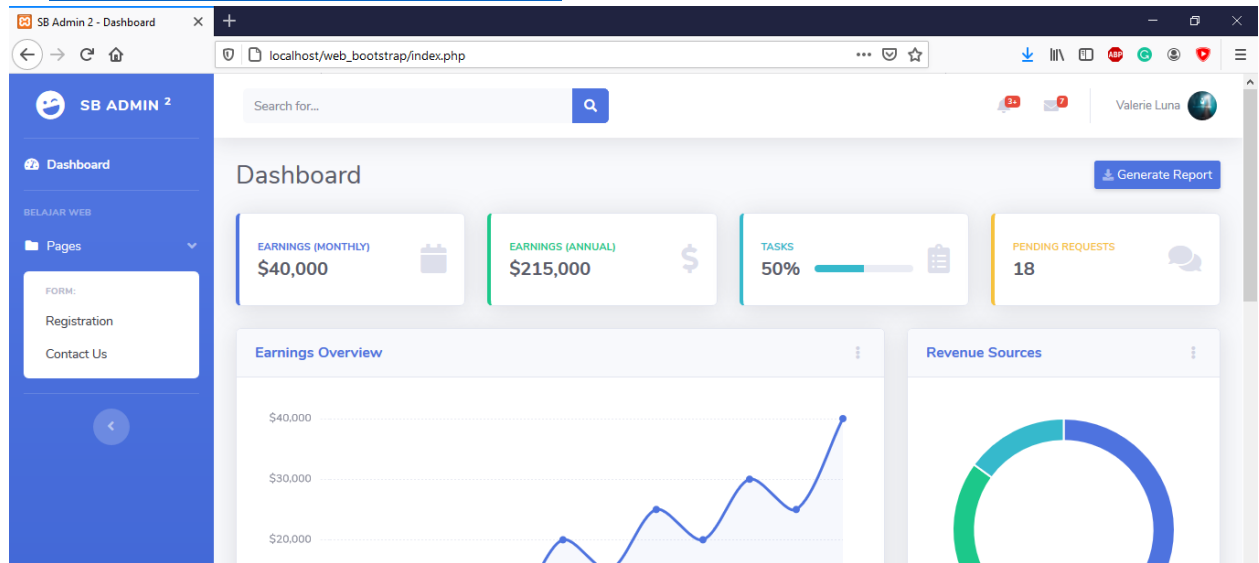 SB Admin 2 - Dashboard
localhost/web_bootstrap/index.php
ABP
G
SB ADMIN 2
Search for...
3+
7
Valerie Luna
Dashboard
BELAJAR WEB
Pages
FORM:
Registration
Contact Us
Dashboard
Generate Report
EARNINGS (MONTHLY)
$40,000
EARNINGS (ANNUAL)
$215,000
TASKS
50%
PENDING REQUESTS
18
Earnings Overview
$40,000
$30,000
$20,000
Revenue Sources